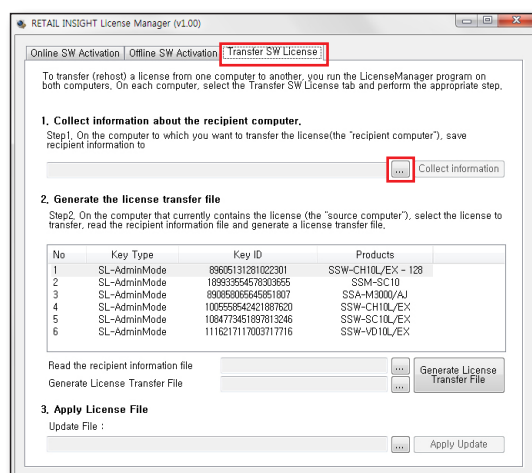 RETAIL INSIGHT License Manager (v1.00)
Online SW Activation Offline SW Activation Transfer SW License
To transfer (rehost) a license from one computer to another, you run the LicenseManager program on
both computers. On each computer, select the Transfer SW License tab and perform the appropriate step.
1. Collect information about the recipient computer.
Step1. On the computer to which you want to transfer the license(the "recipient computer"), save
recipient information to
... Collect information
2. Generate the license transfer file
Step2. On the computer that currently contains the license (the "source computer"), select the license to
transfer, read the recipient information file and generate a license transfer file.
No Key Type Key ID Products
1 SL-AdminMode 89605131281022301 SSW-CH10L/EX - 128
2 SL-AdminMode 189933554578303655 SSM-SC10
3 SL-AdminMode 890858065645851807 SSA-M3000/AJ
4 SL-AdminMode 1005558542421887620 SSW-CH10L/EX
5 SL-AdminMode 1084773451897813246 SSW-SC10L/EX
6 SL-AdminMode 1116217117003717716 SSW-VD10L/EX
Read the recipient information file ... Generate License
Generate License Transfer File ... Transfer File
3. Apply License File
Update File :
... Apply Update